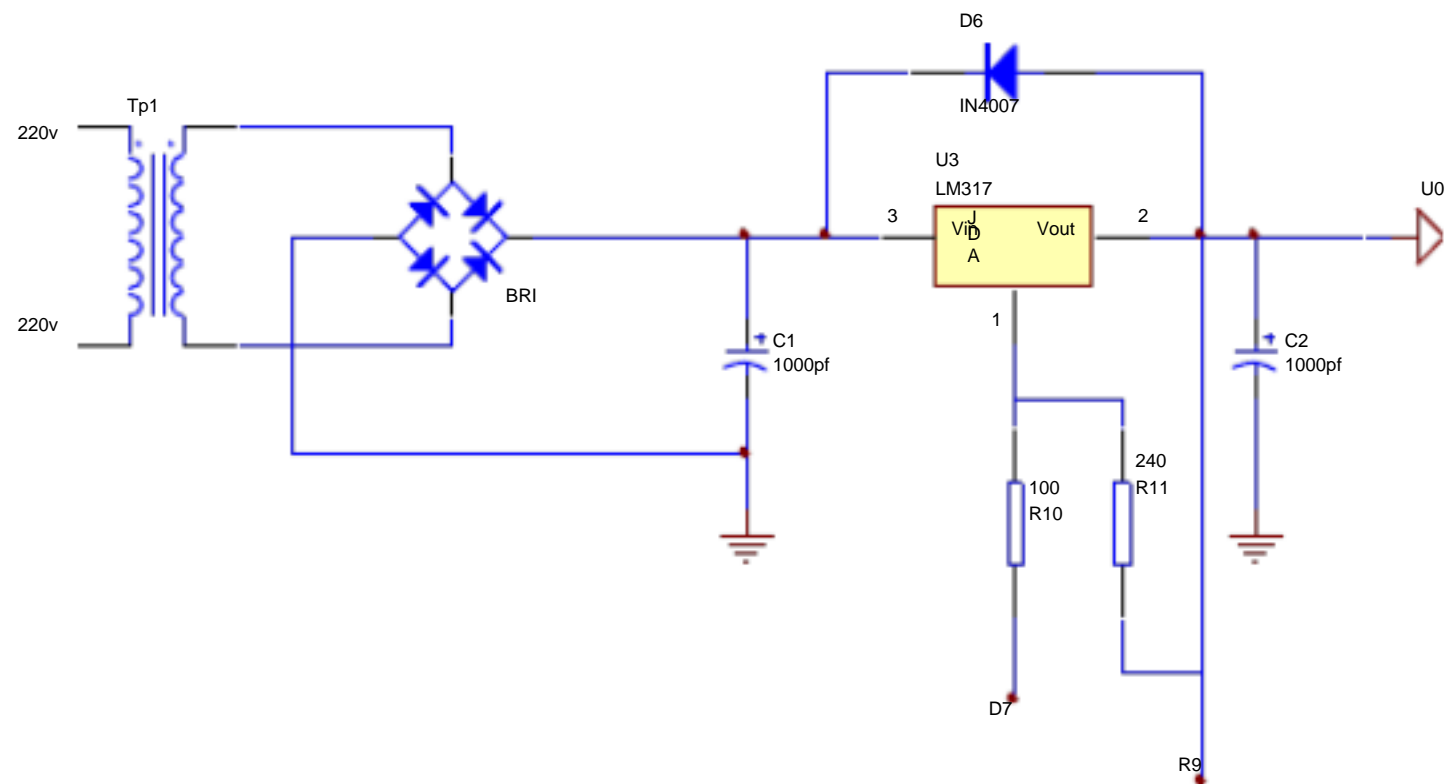 D6
IN4007
Tp1
220v
220v
BRI
U3
LM317
3
Vin
J
D
A
Vout
2
U0
1
C1
1000pf
C2
1000pf
100
R10
240
R11
D7
R9